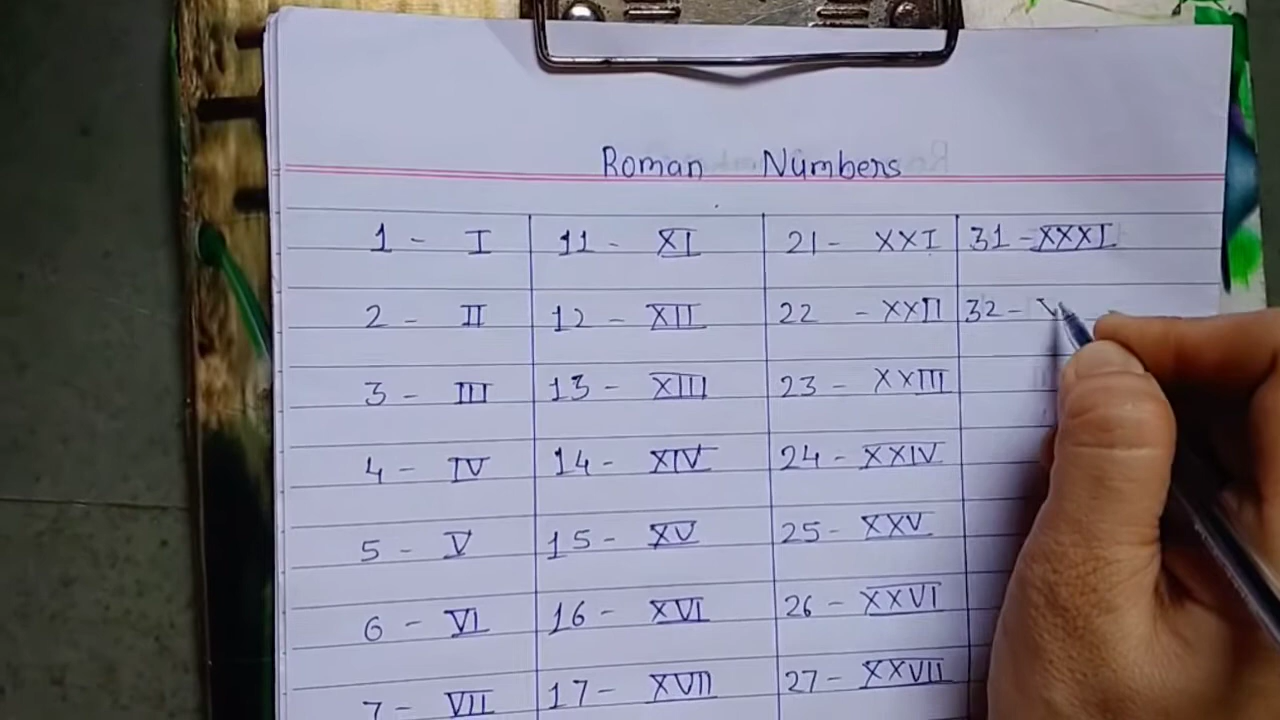 Roman Numbers
1 - I 11 - XI 21 - XXI 31 - XXXI
2 - II 12 - XII 22 - XXII 32 -
3 - III 13 - XIII 23 - XXIII
4 - IV 14 - XIV 24 - XXIV
5 - V 15 - XV 25 - XXV
6 - VI 16 - XVI 26 - XXVI
7 - VII 17 - XVII 27 - XXVII